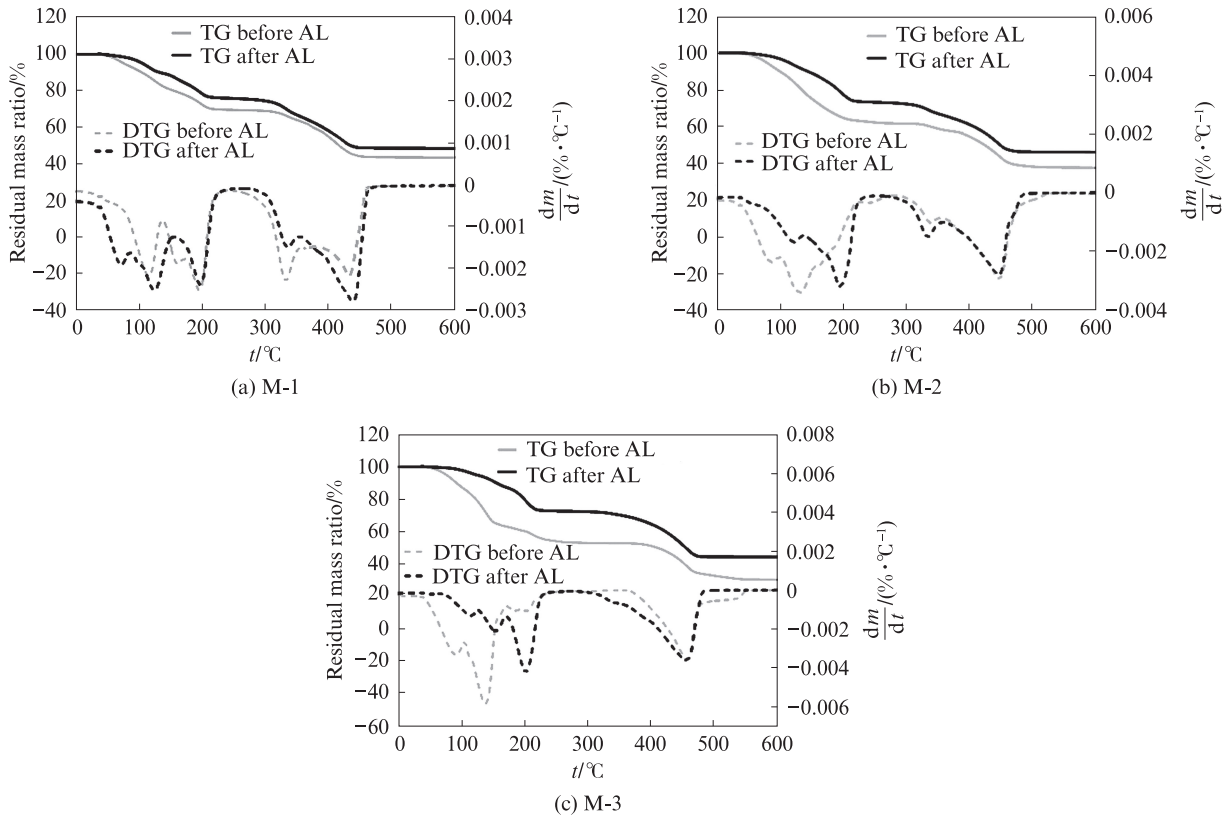 120
100
80
60
40
20
0
−20
−40
Residual mass ratio/%
TG before AL
TG after AL
DTG before AL
DTG after AL
0.004
0.003
0.002
0.001
0
−0.001
−0.002
−0.003
dm/dt/(%·℃⁻¹)
0 100 200 300 400 500 600
t/℃
(a) M-1
120
100
80
60
40
20
0
−20
−40
Residual mass ratio/%
TG before AL
TG after AL
DTG before AL
DTG after AL
0.006
0.004
0.002
0
−0.002
−0.004
dm/dt/(%·℃⁻¹)
0 100 200 300 400 500 600
t/℃
(b) M-2
120
100
80
60
40
20
0
−20
−40
−60
Residual mass ratio/%
TG before AL
TG after AL
DTG before AL
DTG after AL
0.008
0.006
0.004
0.002
0
−0.002
−0.004
−0.006
dm/dt/(%·℃⁻¹)
0 100 200 300 400 500 600
t/℃
(c) M-3